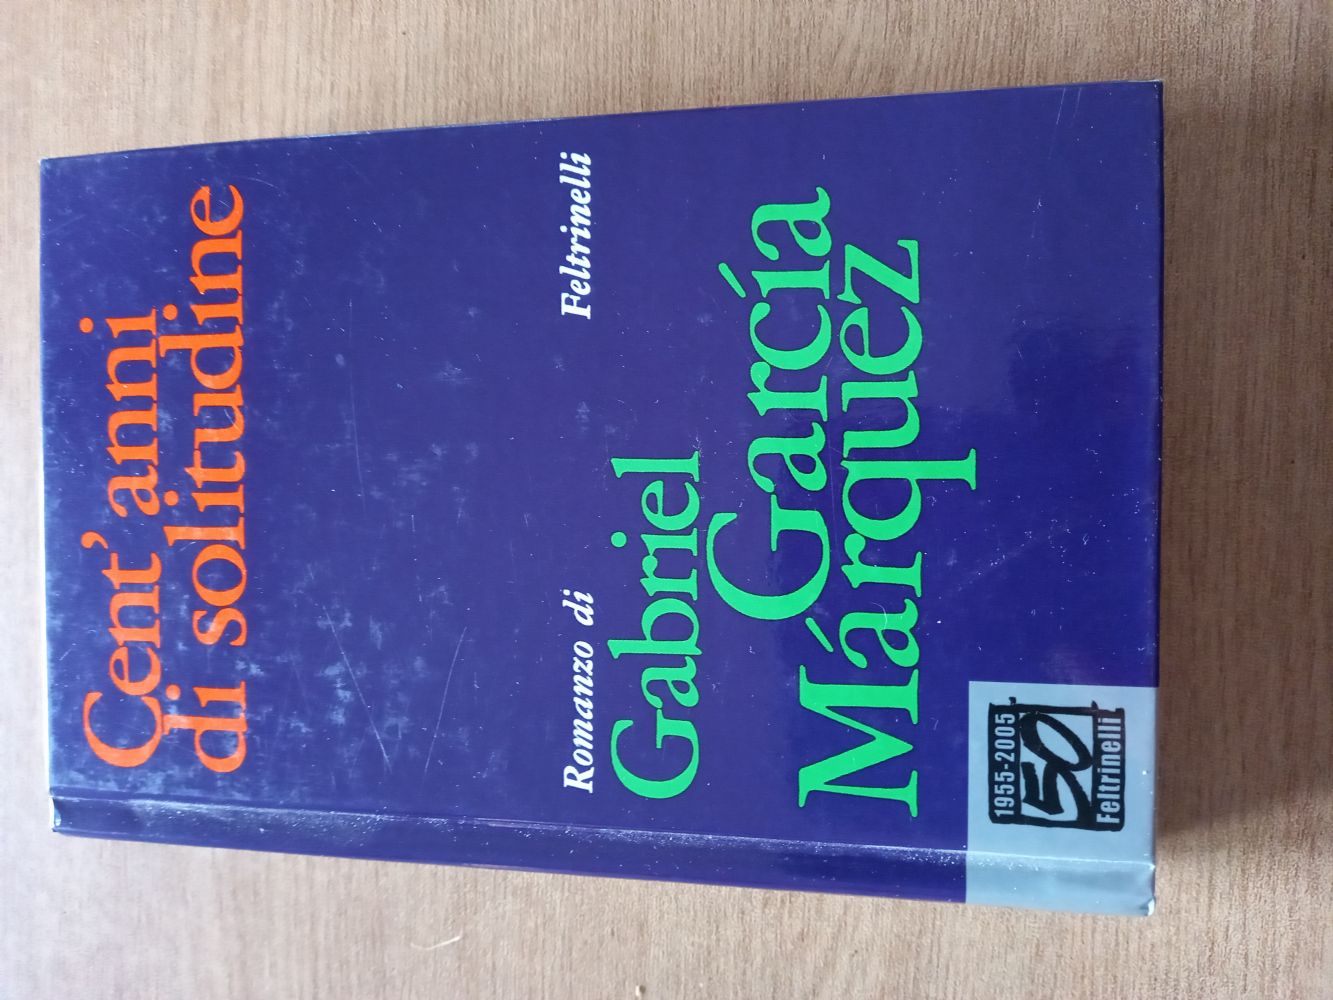 Cent'anni
di solitudine
Romanzo di Feltrinelli
Gabriel
García
Márquez
1955-2005
50
Feltrinelli